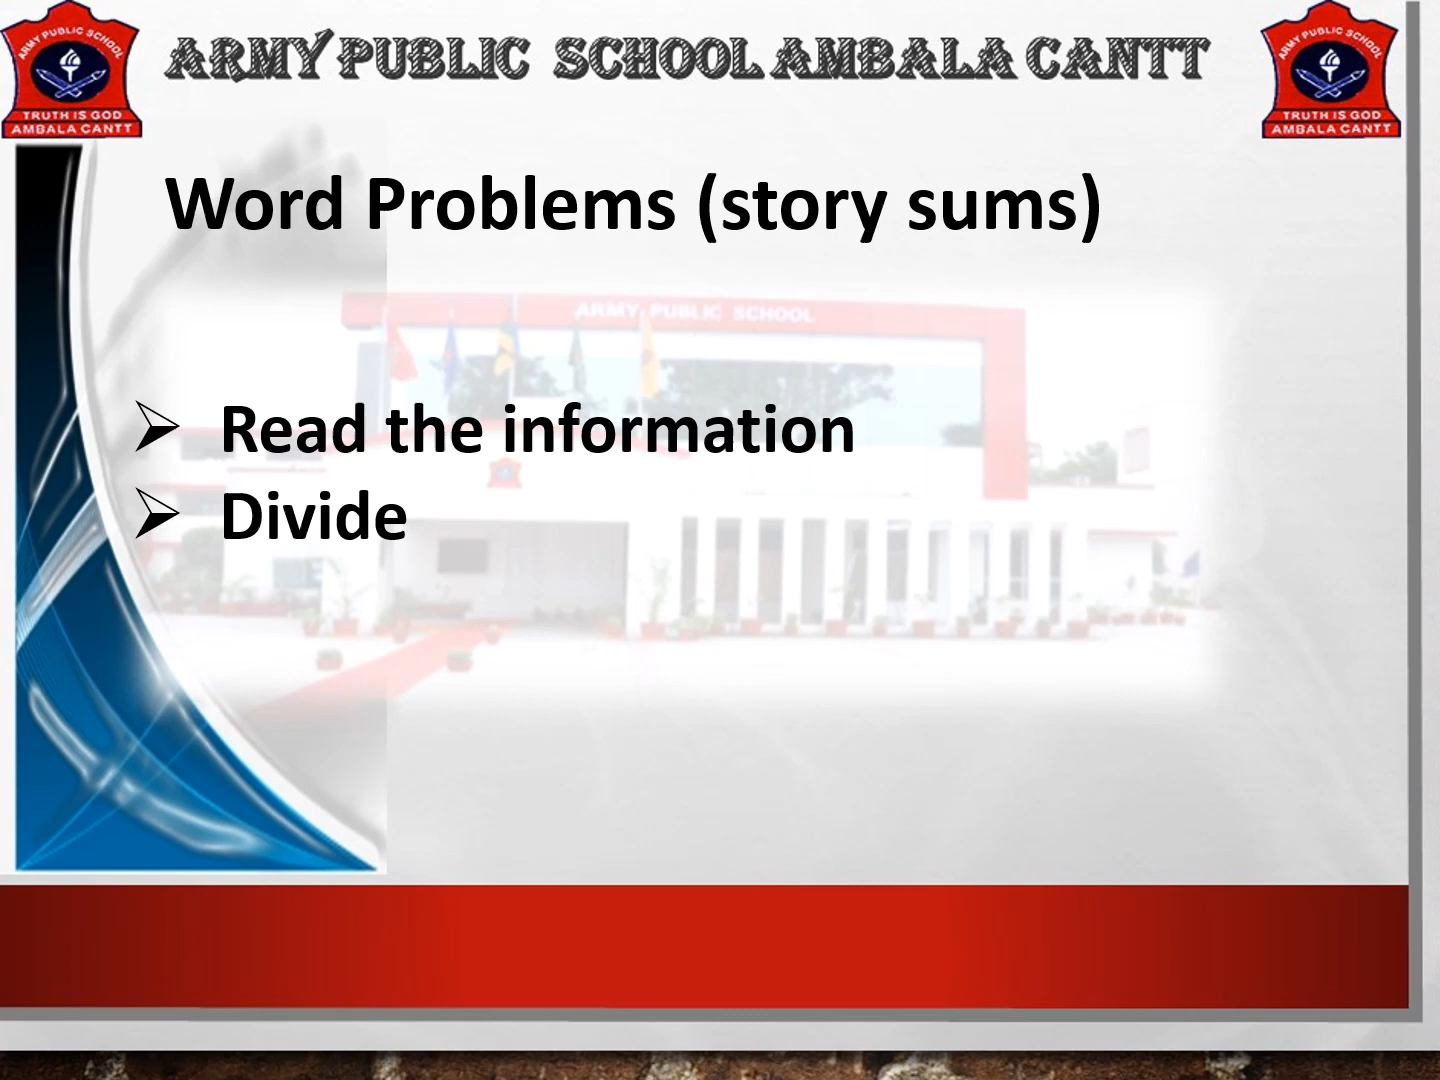 ARMY PUBLIC SCHOOL
TRUTH IS GOD
AMBALA CANTT
ARMY PUBLIC SCHOOL AMBALA CANTT
ARMY PUBLIC SCHOOL
TRUTH IS GOD
AMBALA CANTT
Word Problems (story sums)
ARMY PUBLIC SCHOOL
➢ Read the information
➢ Divide